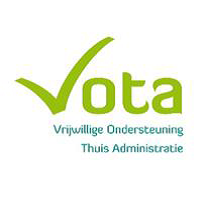 Vota
Vrijwillige Ondersteuning
Thuis Administratie